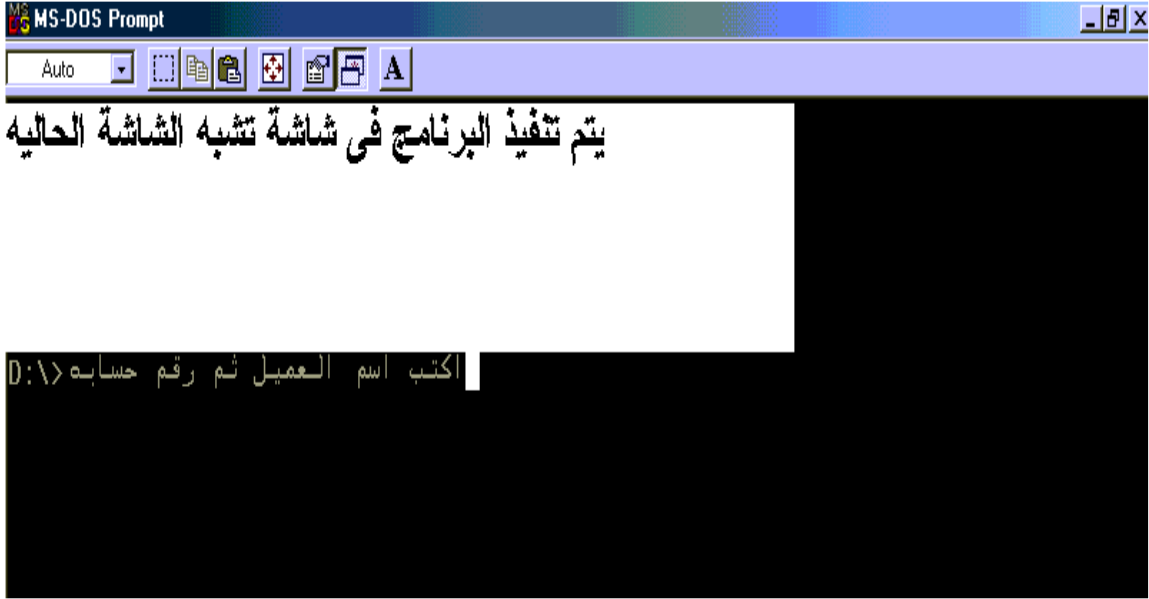 MS-DOS Prompt
Auto A
يتم تنفيذ البرنامج فى شاشة تشبه الشاشة الحاليه
D:\>اكتب اسم العميل ثم رقم حسابه